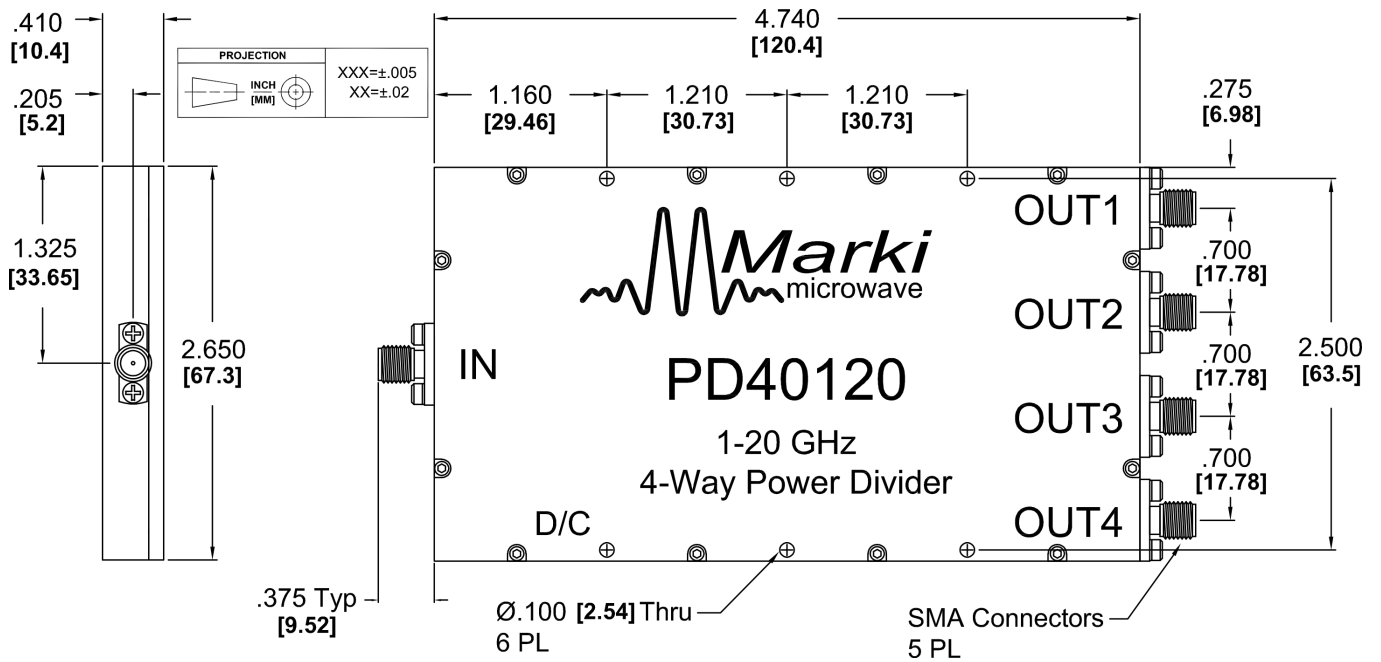 .410
[10.4]
.205
[5.2]
PROJECTION
INCH
[MM]
XXX=±.005
XX=±.02
4.740
[120.4]
1.160
[29.46]
1.210
[30.73]
1.210
[30.73]
.275
[6.98]
1.325
[33.65]
2.650
[67.3]
Marki
microwave
IN
PD40120
1-20 GHz
4-Way Power Divider
D/C
OUT1
OUT2
OUT3
OUT4
.700
[17.78]
.700
[17.78]
.700
[17.78]
2.500
[63.5]
.375 Typ
[9.52]
Ø.100 [2.54] Thru
6 PL
SMA Connectors
5 PL